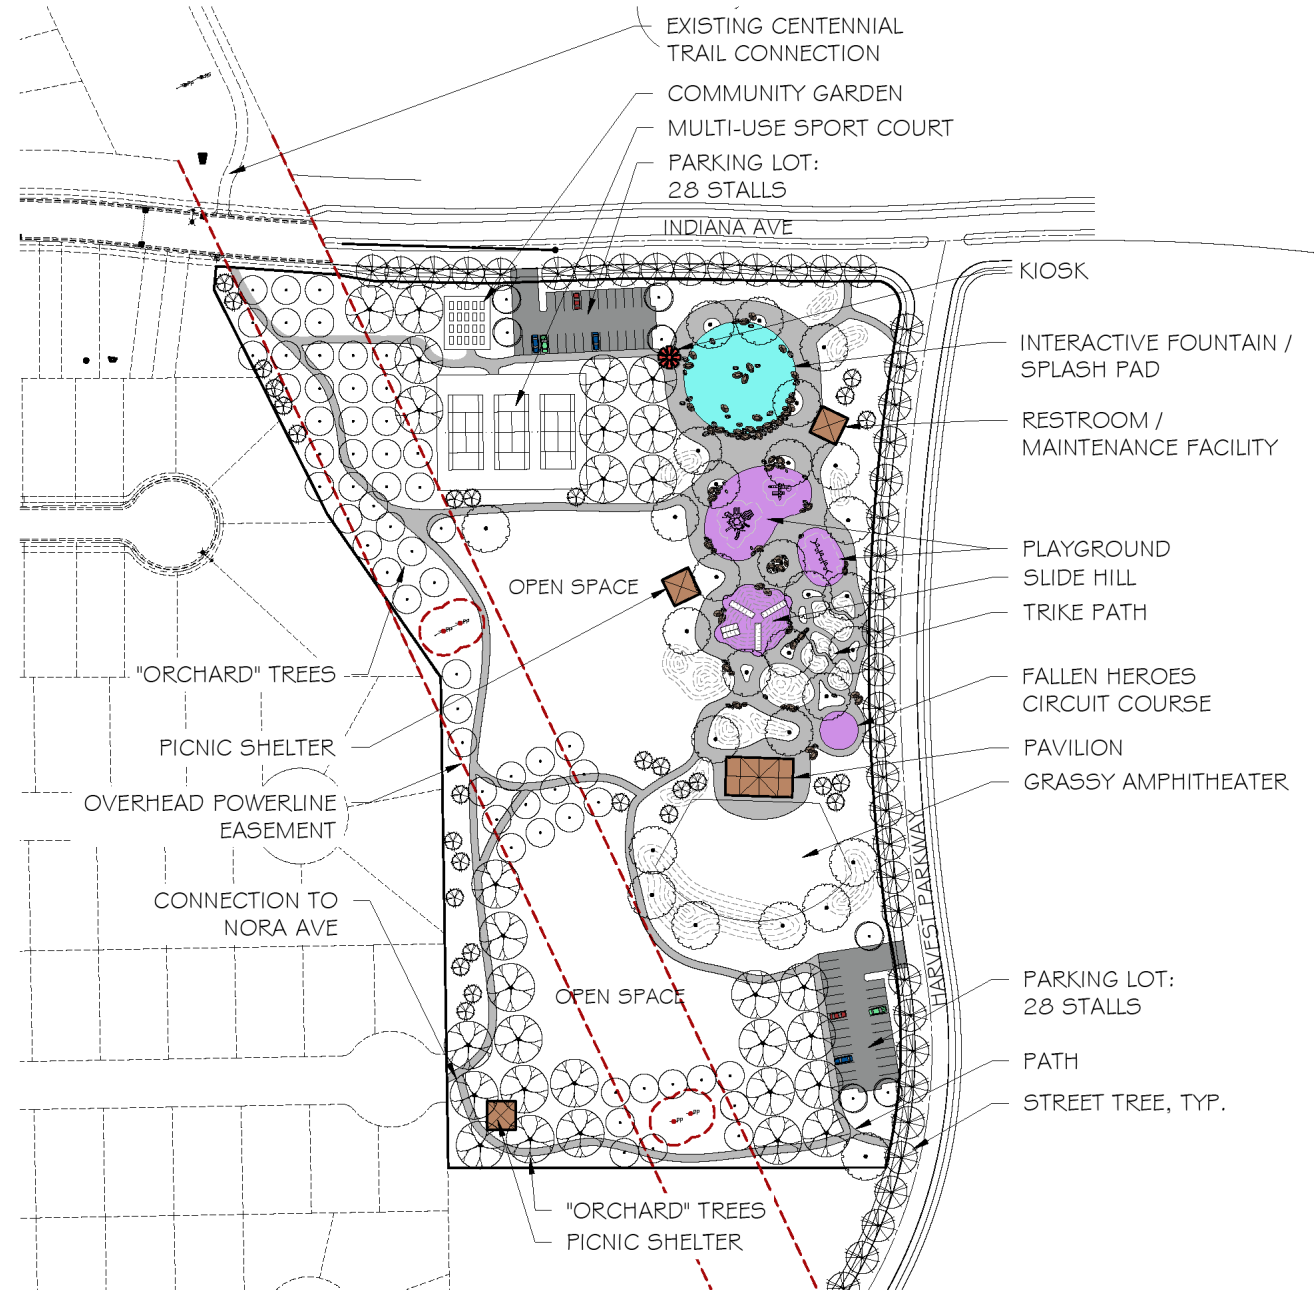 EXISTING CENTENNIAL
TRAIL CONNECTION
COMMUNITY GARDEN
MULTI-USE SPORT COURT
PARKING LOT:
28 STALLS
INDIANA AVE
KIOSK
INTERACTIVE FOUNTAIN /
SPLASH PAD
RESTROOM /
MAINTENANCE FACILITY
OPEN SPACE
PLAYGROUND
SLIDE HILL
TRIKE PATH
"ORCHARD" TREES
FALLEN HEROES
CIRCUIT COURSE
PICNIC SHELTER
PAVILION
GRASSY AMPHITHEATER
OVERHEAD POWERLINE
EASEMENT
HARVEST PARKWAY
CONNECTION TO
NORA AVE
OPEN SPACE
PARKING LOT:
28 STALLS
PATH
STREET TREE, TYP.
"ORCHARD" TREES
PICNIC SHELTER